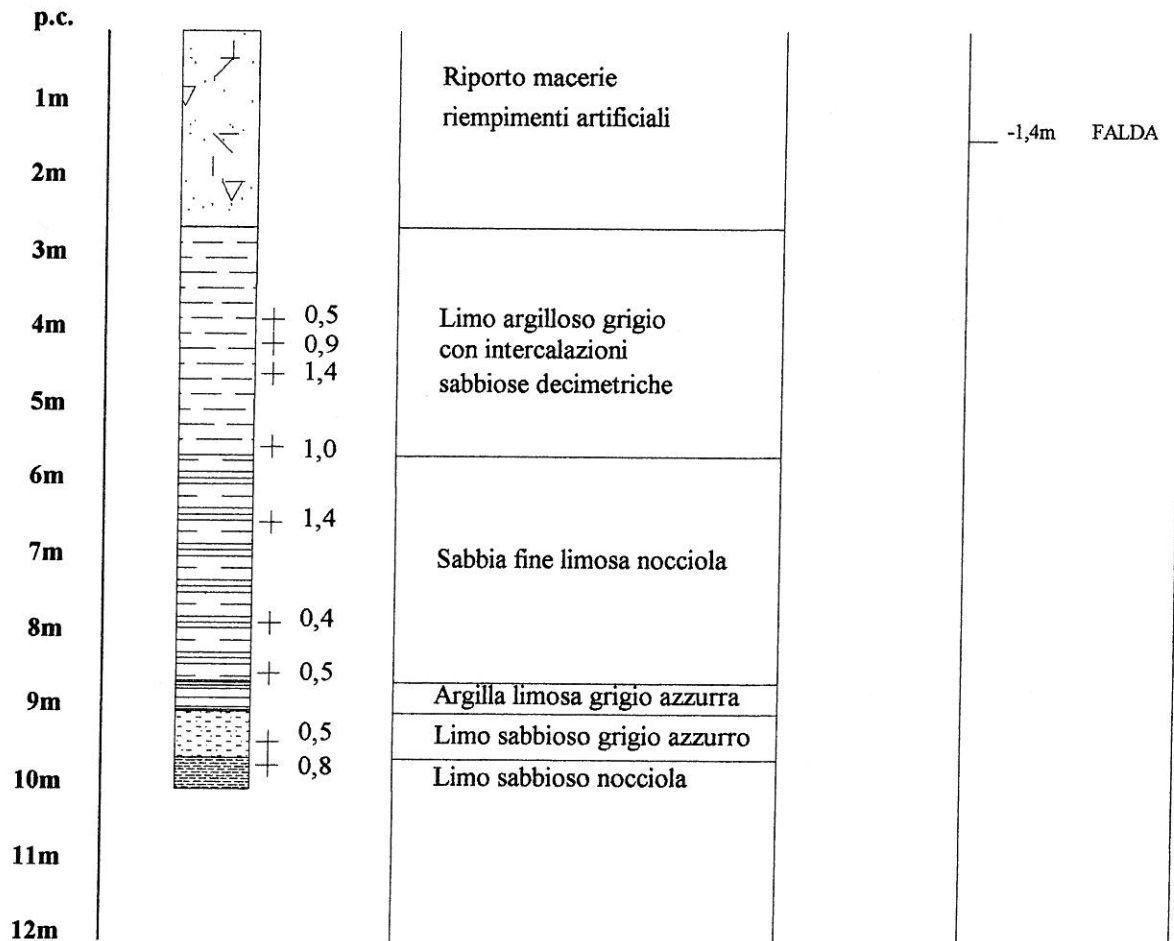 p.c.
Riporto macerie
1m
riempimenti artificiali
-1,4m FALDA
2m
3m
0,5
4m
Limo argilloso grigio
0,9
con intercalazioni
1,4
sabbiose decimetriche
5m
1,0
6m
1,4
7m
Sabbia fine limosa nocciola
0,4
8m
0,5
Argilla limosa grigio azzurra
9m
0,5
Limo sabbioso grigio azzurro
0,8
10m
Limo sabbioso nocciola
11m
12m